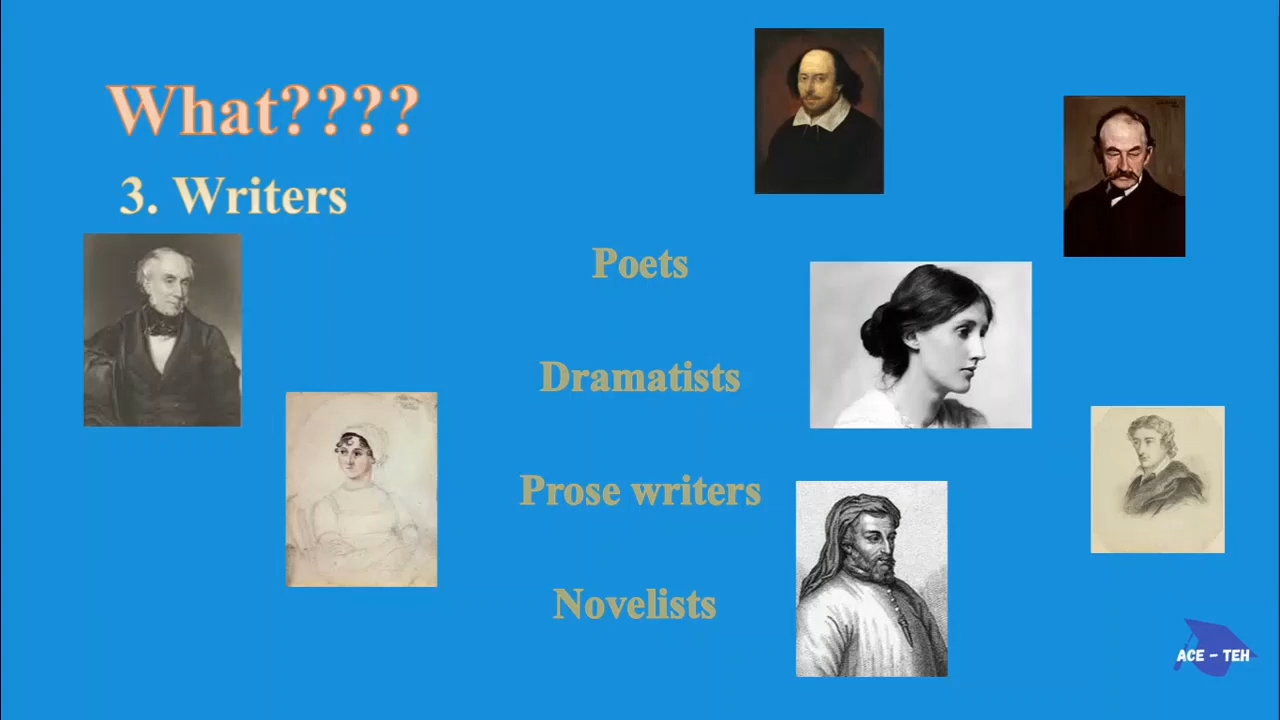 What????
3. Writers
Poets
Dramatists
Prose writers
Novelists
ACE - TEH